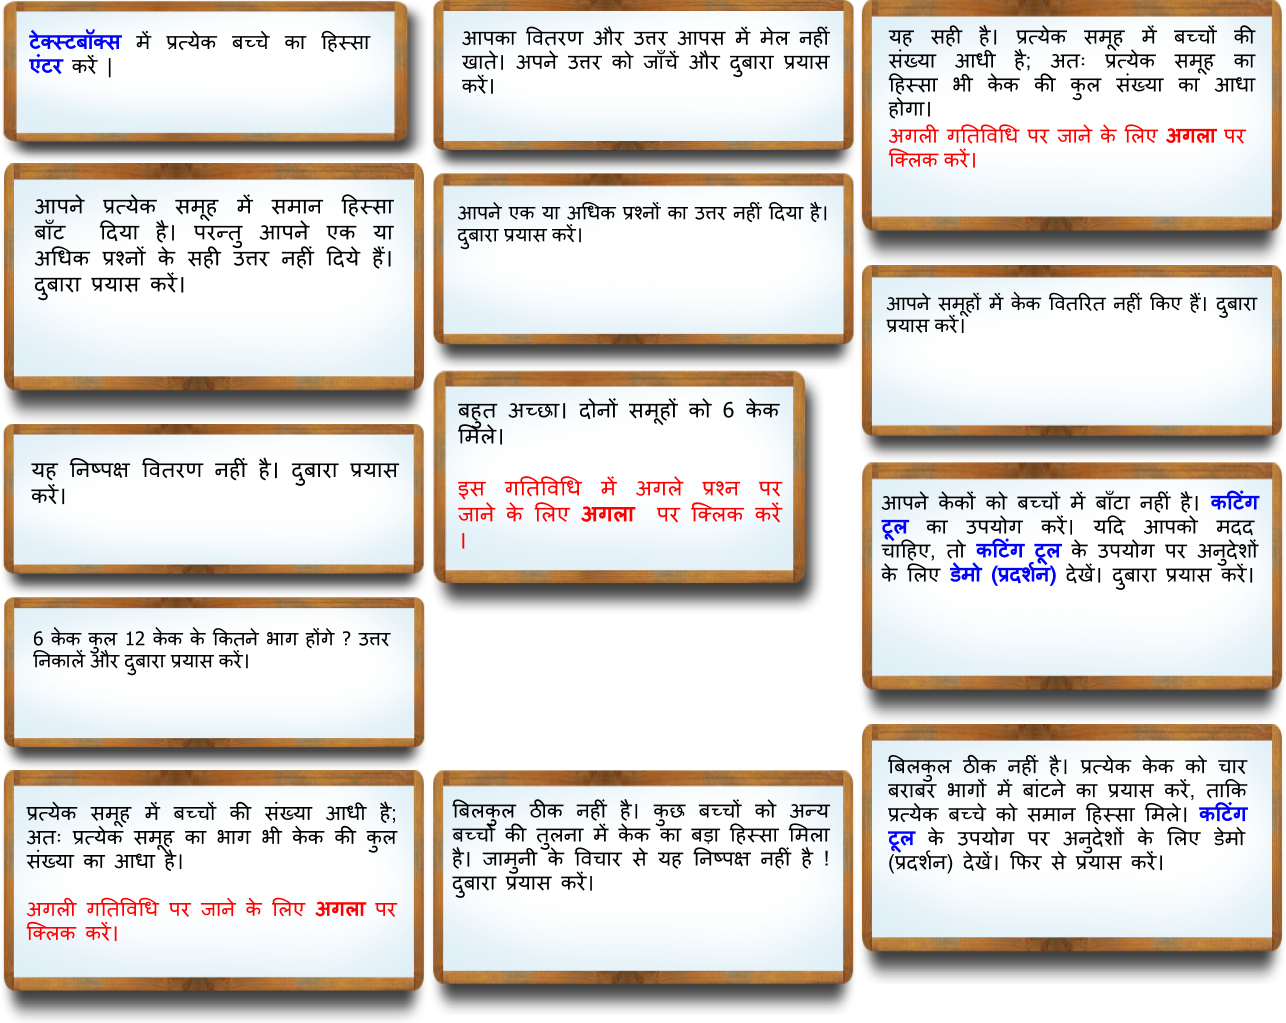 टेक्स्टबॉक्स में प्रत्येक बच्चे का हिस्सा
एंटर करें |
आपने प्रत्येक समूह में समान हिस्सा
बाँट दिया है। परन्तु आपने एक या
अधिक प्रश्नों के सही उत्तर नहीं दिये हैं।
दुबारा प्रयास करें।
यह निष्पक्ष वितरण नहीं है। दुबारा प्रयास
करें।
6 केक कुल 12 केक के कितने भाग होंगे ? उत्तर
निकालें और दुबारा प्रयास करें।
प्रत्येक समूह में बच्चों की संख्या आधी है;
अतः प्रत्येक समूह का भाग भी केक की कुल
संख्या का आधा है।
अगली गतिविधि पर जाने के लिए अगला पर
क्लिक करें।
आपका वितरण और उत्तर आपस में मेल नहीं
खाते। अपने उत्तर को जाँचें और दुबारा प्रयास
करें।
आपने एक या अधिक प्रश्नों का उत्तर नहीं दिया है।
दुबारा प्रयास करें।
बहुत अच्छा। दोनों समूहों को 6 केक
मिले।
इस गतिविधि में अगले प्रश्न पर
जाने के लिए अगला पर क्लिक करें
।
बिलकुल ठीक नहीं है। कुछ बच्चों को अन्य
बच्चों की तुलना में केक का बड़ा हिस्सा मिला
है। जामुनी के विचार से यह निष्पक्ष नहीं है !
दुबारा प्रयास करें।
यह सही है। प्रत्येक समूह में बच्चों की
संख्या आधी है; अतः प्रत्येक समूह का
हिस्सा भी केक की कुल संख्या का आधा
होगा।
अगली गतिविधि पर जाने के लिए अगला पर
क्लिक करें।
आपने समूहों में केक वितरित नहीं किए हैं। दुबारा
प्रयास करें।
आपने केकों को बच्चों में बाँटा नहीं है। कटिंग
टूल का उपयोग करें। यदि आपको मदद
चाहिए, तो कटिंग टूल के उपयोग पर अनुदेशों
के लिए डेमो (प्रदर्शन) देखें। दुबारा प्रयास करें।
बिलकुल ठीक नहीं है। प्रत्येक केक को चार
बराबर भागों में बांटने का प्रयास करें, ताकि
प्रत्येक बच्चे को समान हिस्सा मिले। कटिंग
टूल के उपयोग पर अनुदेशों के लिए डेमो
(प्रदर्शन) देखें। फिर से प्रयास करें।